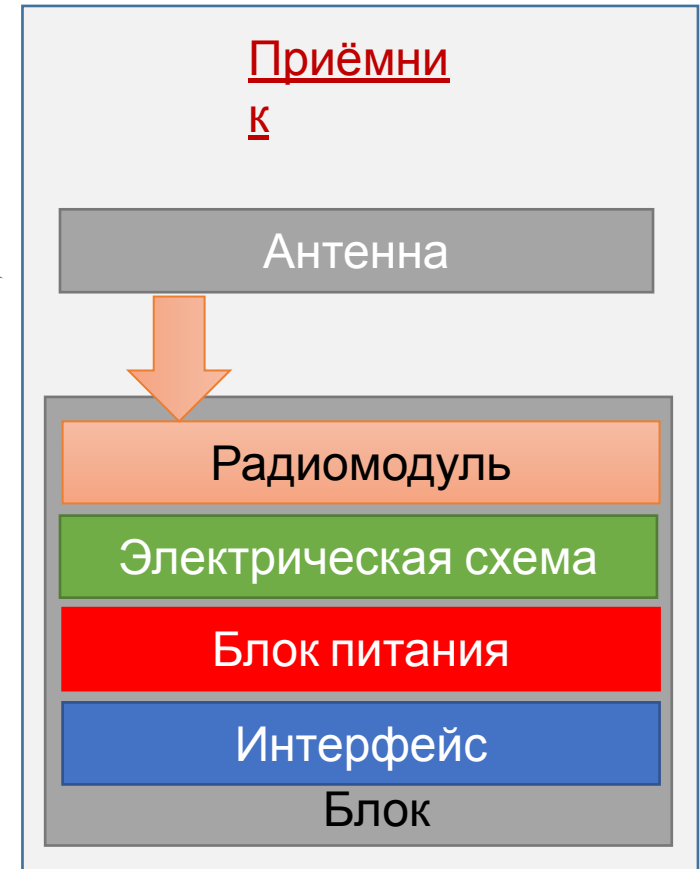 Приёмни
к
Антенна
Радиомодуль
Электрическая схема
Блок питания
Интерфейс
Блок